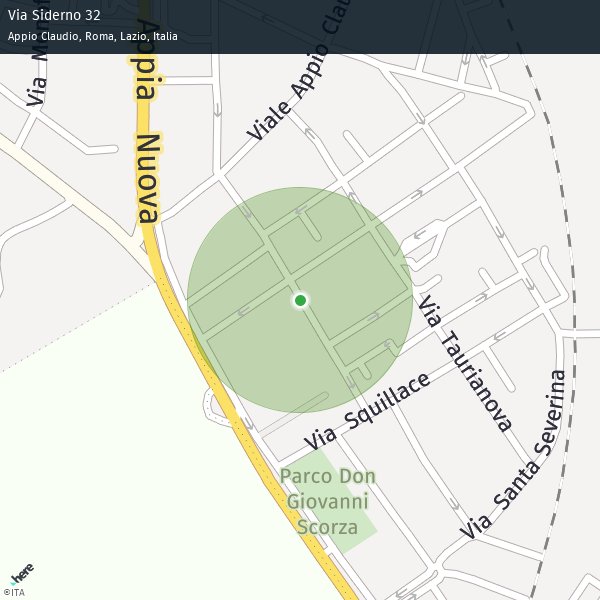 Via Siderno 32
Appio Claudio, Roma, Lazio, Italia
Appia Nuova
Viale Appio Clau
Via Taurianova
Via Squillace
Via Santa Severina
Parco Don
Giovanni
Scorza
here
©ITA